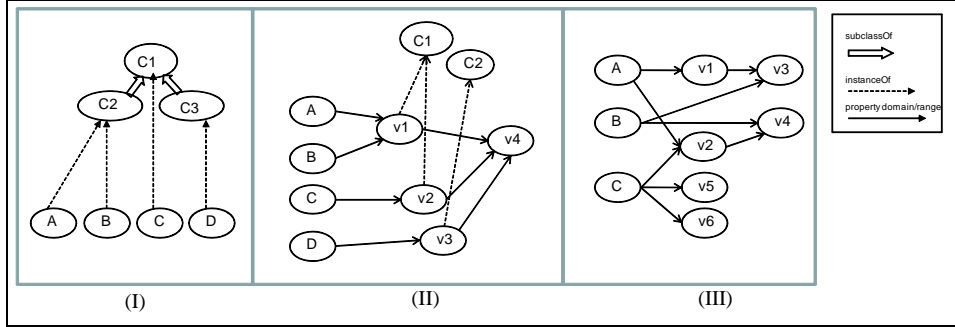 C1
C2
C3
A
B
C
D
(I)
C1
C2
A
B
C
D
v1
v2
v3
v4
(II)
A
B
C
v1
v2
v3
v4
v5
v6
(III)
subclassOf
instanceOf
property domain/range